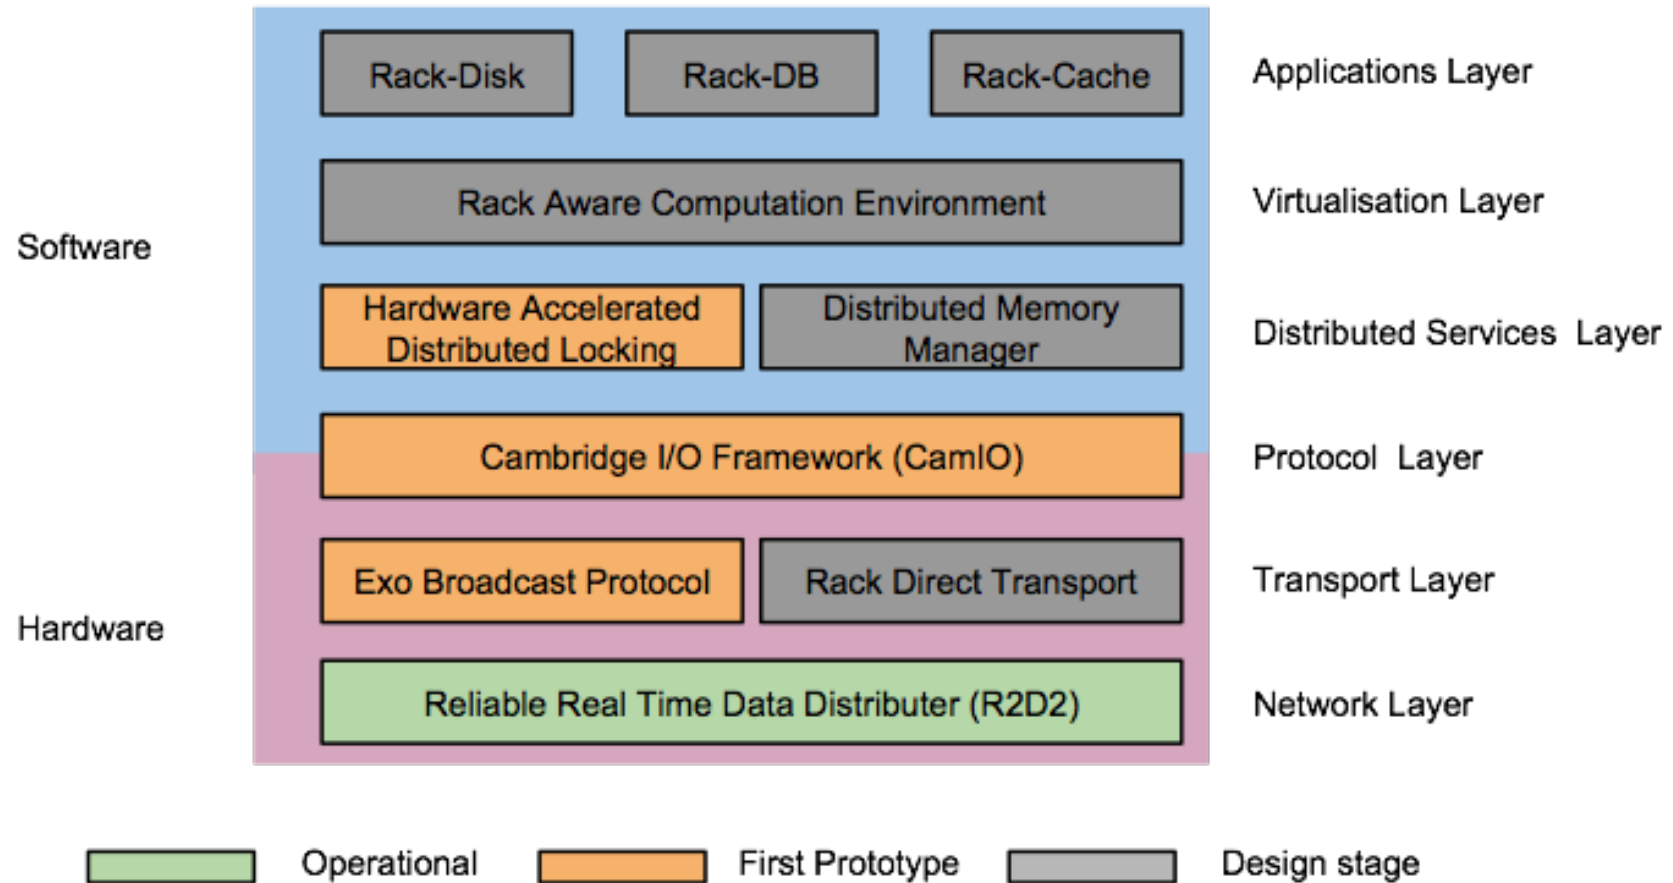 Rack-Disk
Rack-DB
Rack-Cache
Applications Layer
Rack Aware Computation Environment
Virtualisation Layer
Software
Hardware Accelerated
Distributed Locking
Distributed Memory
Manager
Distributed Services Layer
Cambridge I/O Framework (CamIO)
Protocol Layer
Exo Broadcast Protocol
Rack Direct Transport
Transport Layer
Hardware
Reliable Real Time Data Distributer (R2D2)
Network Layer
Operational
First Prototype
Design stage